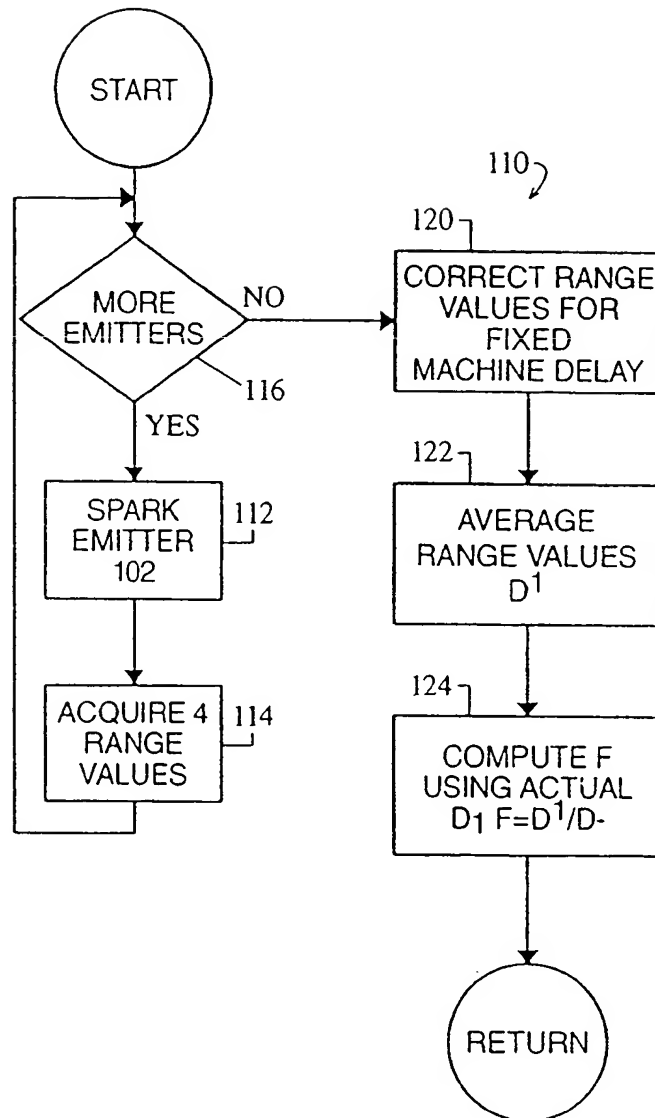 START
MORE
EMITTERS
NO
116
YES
SPARK
EMITTER
102
112
ACQUIRE 4
RANGE
VALUES
114
110
120
CORRECT RANGE
VALUES FOR
FIXED
MACHINE DELAY
122
AVERAGE
RANGE VALUES
D¹
124
COMPUTE F
USING ACTUAL
D₁ F=D¹/D-
RETURN